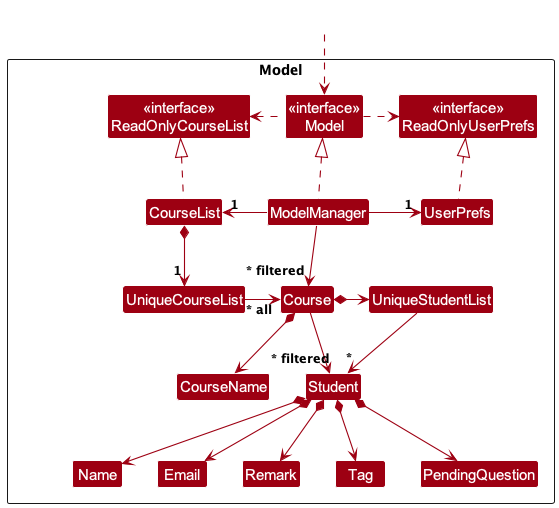 Model
«interface»
ReadOnlyCourseList
«interface»
Model
«interface»
ReadOnlyUserPrefs
CourseList
1
ModelManager
1
UserPrefs
1
* filtered
UniqueCourseList
* all
Course
UniqueStudentList
* filtered
*
CourseName
Student
Name
Email
Remark
Tag
PendingQuestion